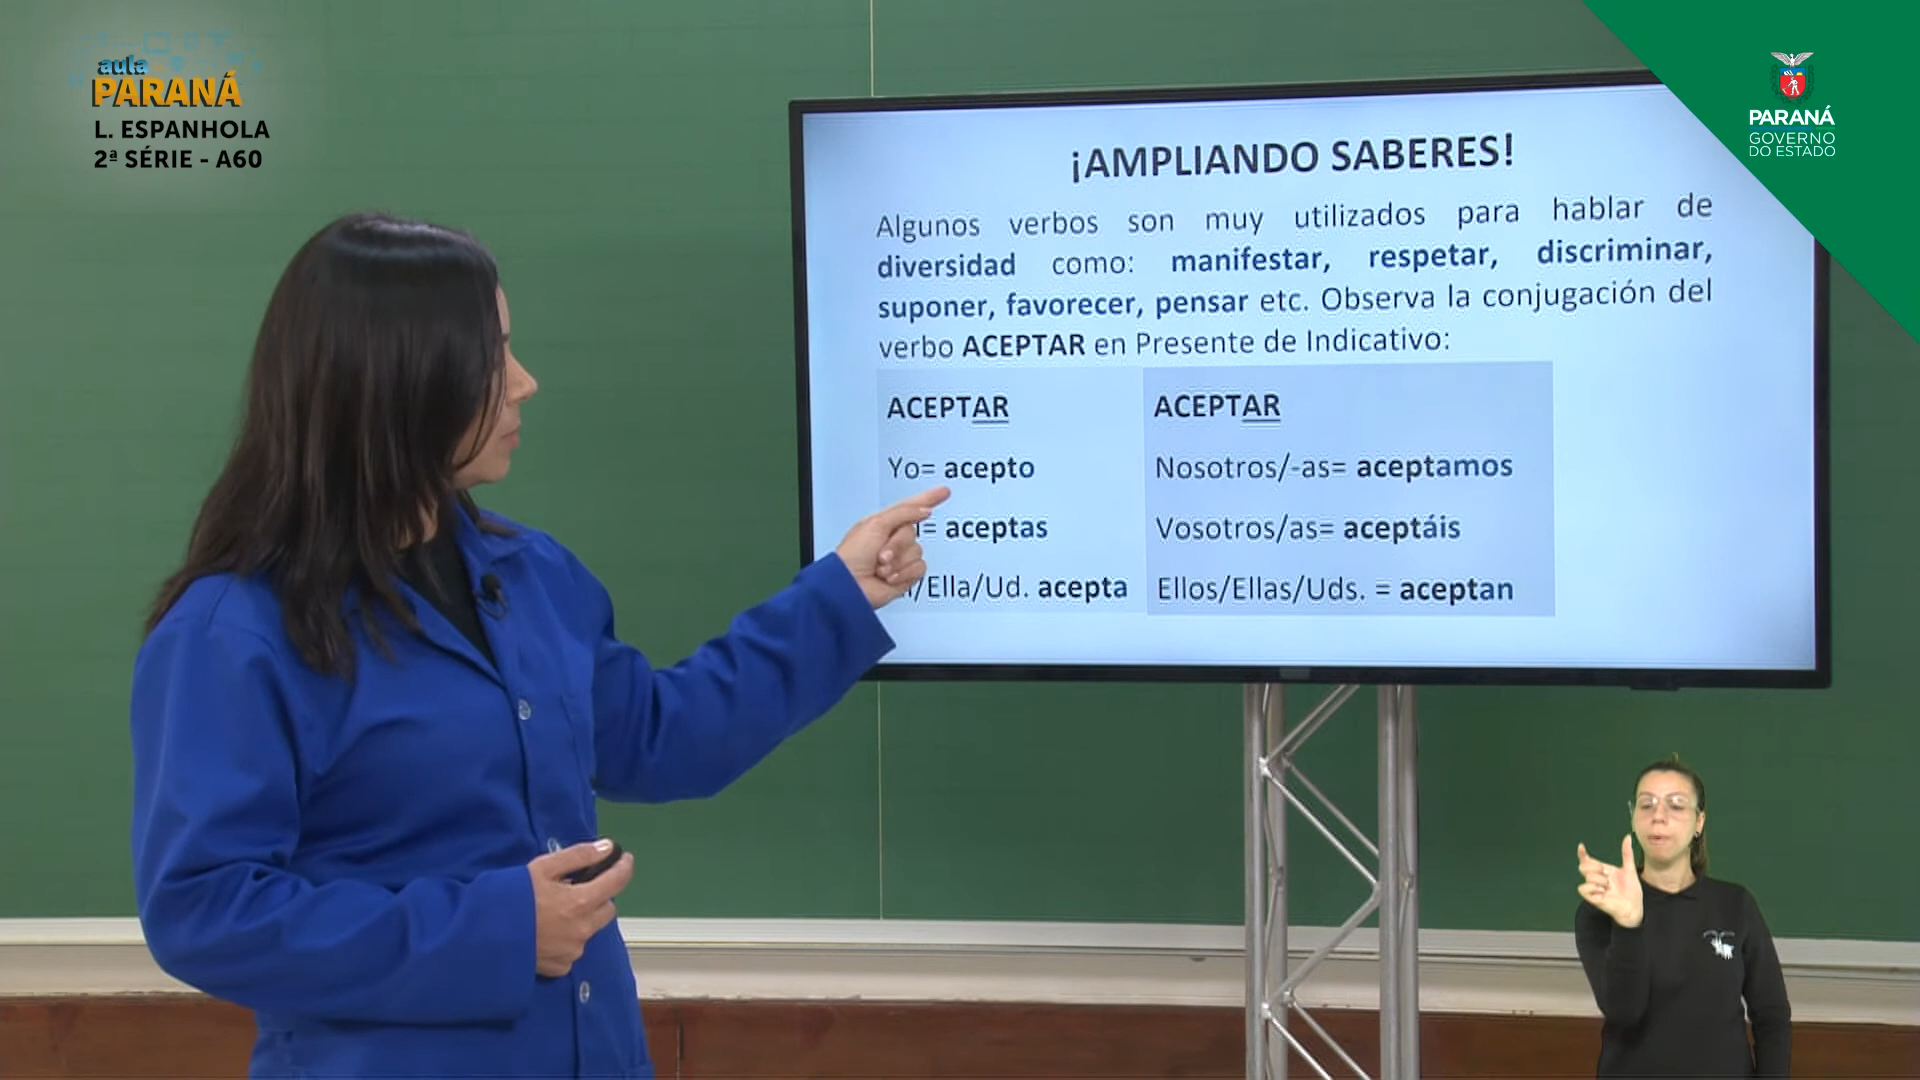 aula
PARANÁ
L. ESPANHOLA
2ª SÉRIE - A60
PARANÁ
GOVERNO
DO ESTADO
¡AMPLIANDO SABERES!
Algunos verbos son muy utilizados para hablar de
diversidad como: manifestar, respetar, discriminar,
suponer, favorecer, pensar etc. Observa la conjugación del
verbo ACEPTAR en Presente de Indicativo:
ACEPTAR
Yo= acepto
= aceptas
/Ella/Ud. acepta
ACEPTAR
Nosotros/-as= aceptamos
Vosotros/as= aceptáis
Ellos/Ellas/Uds. = aceptan